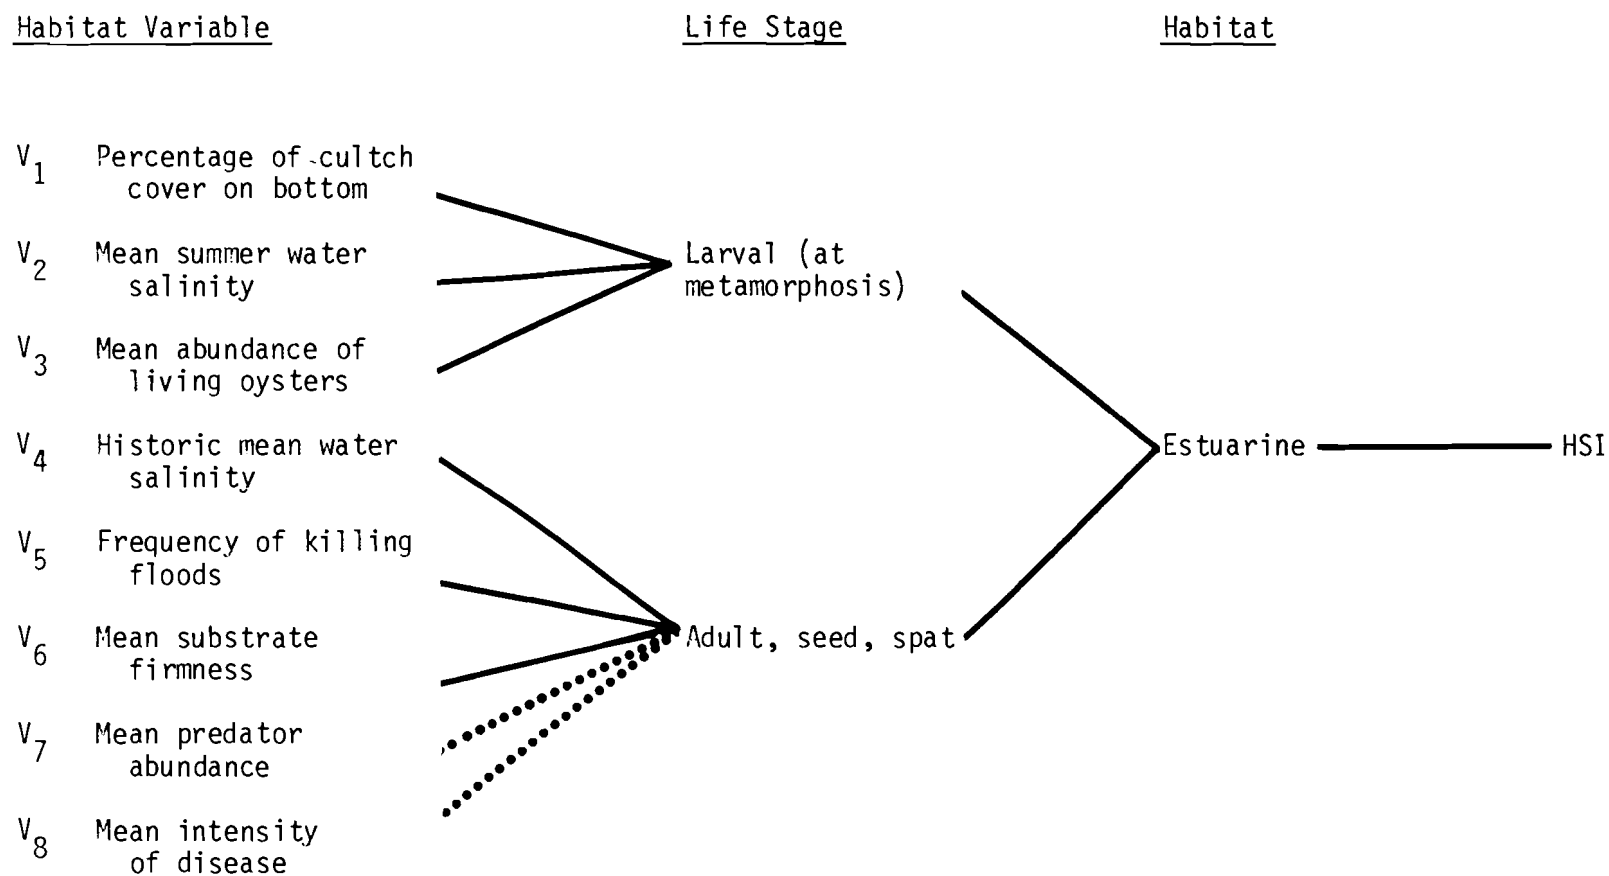 Habitat Variable Life Stage Habitat
V1 Percentage of cultch
cover on bottom
V2 Mean summer water
salinity
Larval (at
metamorphosis)
V3 Mean abundance of
living oysters
V4 Historic mean water
salinity
Estuarine HSI
V5 Frequency of killing
floods
V6 Mean substrate
firmness
Adult, seed, spat
V7 Mean predator
abundance
V8 Mean intensity
of disease